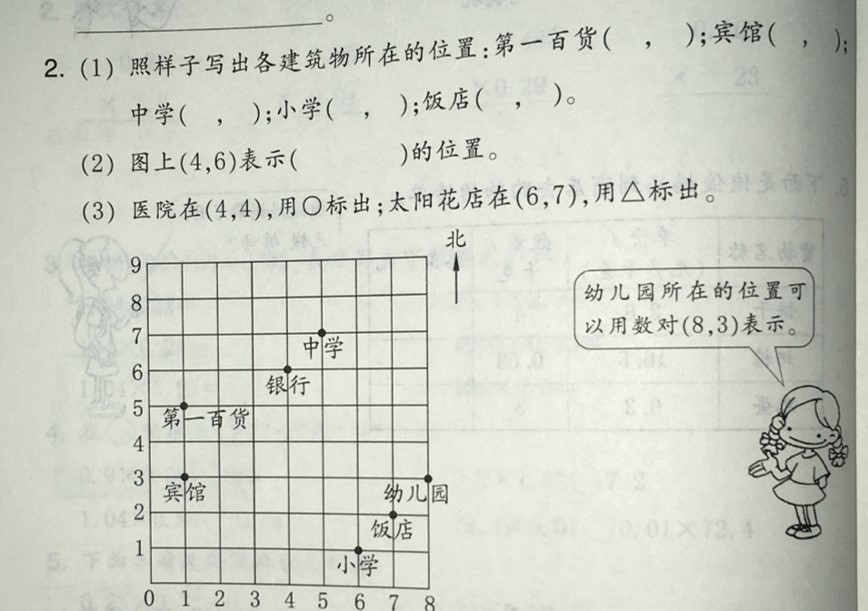 2. (1) 照样子写出各建筑物所在的位置:第一百货( , );宾馆( , );
中学( , );小学( , );饭店( , )。
(2) 图上(4,6)表示( )的位置。
(3) 医院在(4,4),用○标出;太阳花店在(6,7),用△标出。
北
幼儿园所在的位置可
以用数对(8,3)表示。
9
8
7
中学
6
银行
5
第一百货
4
3
宾馆
幼儿园
2
饭店
1
小学
0 1 2 3 4 5 6 7 8